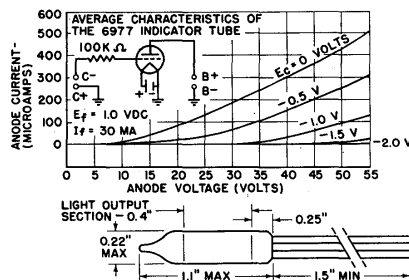 AVERAGE CHARACTERISTICS OF
THE 6977 INDICATOR TUBE
600
500
400
300
200
100
0
ANODE CURRENT-
(MICROAMPS)
100K Ω
C-
C+
B+
B-
+
Ef = 1.0 VDC
If = 30 MA
Ec=0 VOLTS
-0.5 V
-1.0 V
-1.5 V
-2.0 V
0 5 10 15 20 25 30 35 40 45 50 55
ANODE VOLTAGE (VOLTS)
LIGHT OUTPUT
SECTION-0.4"
0.25"
0.22"
MAX
1.1" MAX
1.5" MIN